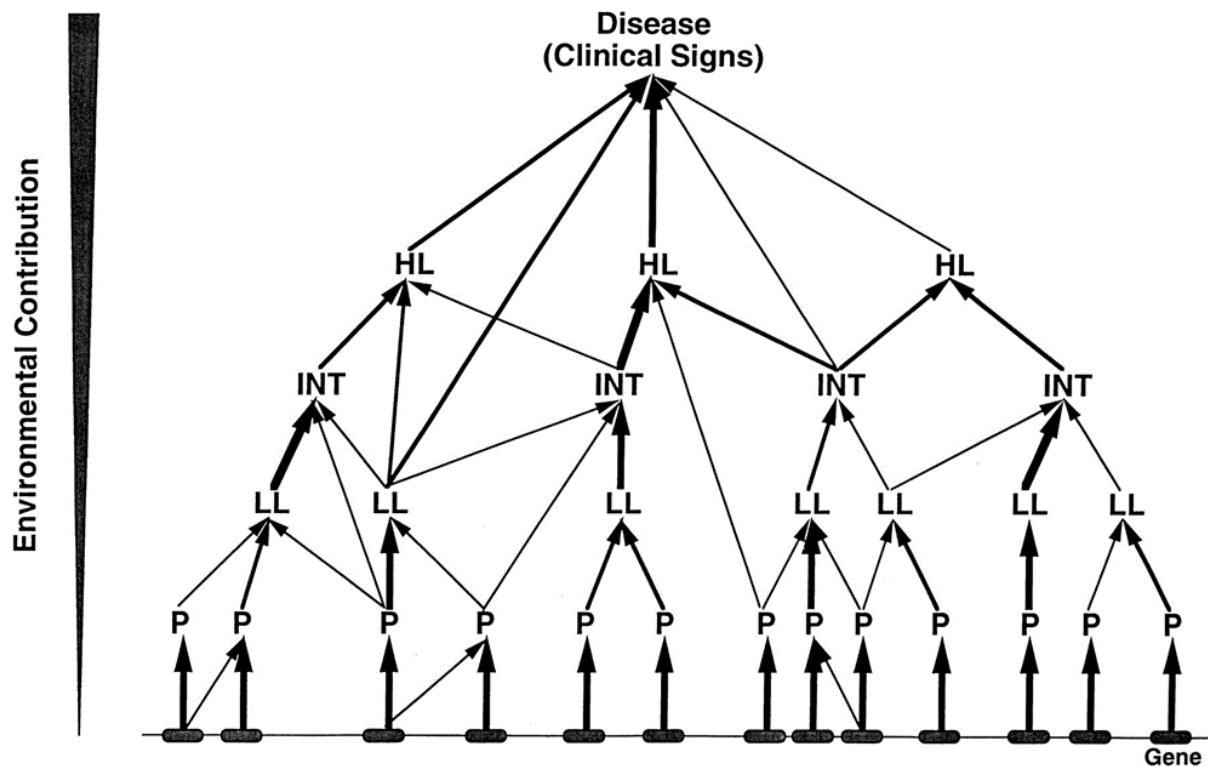 Disease
(Clinical Signs)
Environmental Contribution
HL HL HL
INT INT INT INT
LL LL LL LL LL LL LL
P P P P P P P P P P P P P
Gene